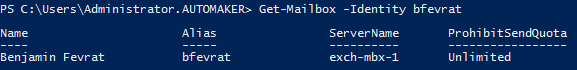 PS C:\Users\Administrator.AUTOMAKER> Get-Mailbox -Identity bfevrat
Name Alias ServerName ProhibitSendQuota
---- ----- ---------- -----------------
Benjamin Fevrat bfevrat exch-mbx-1 Unlimited